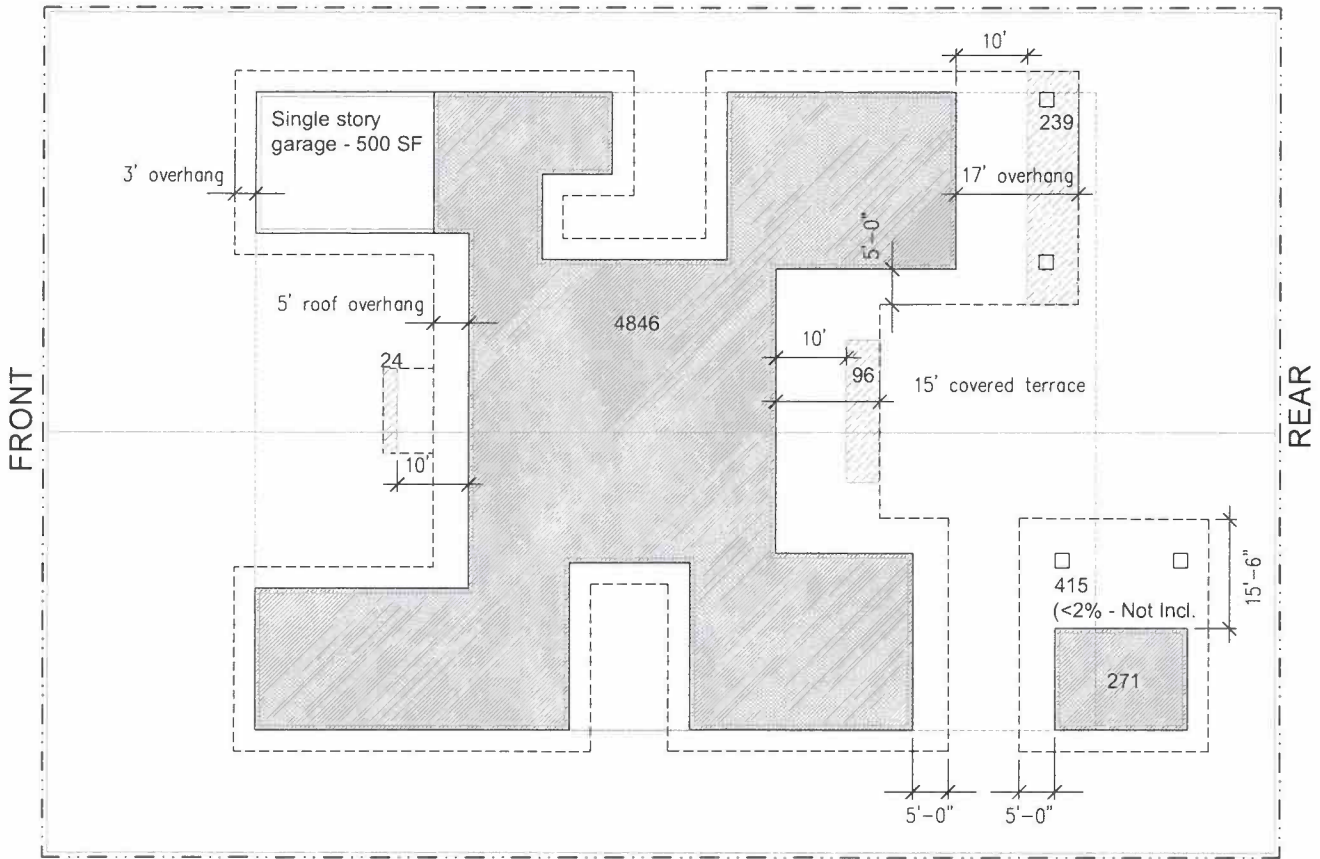 10'
Single story
garage - 500 SF
239
3' overhang
17' overhang
5'-0"
5' roof overhang
4846
24
10'
96
15' covered terrace
FRONT
REAR
10'
415
(<2% - Not Incl.
15'-6"
271
5'-0"
5'-0"